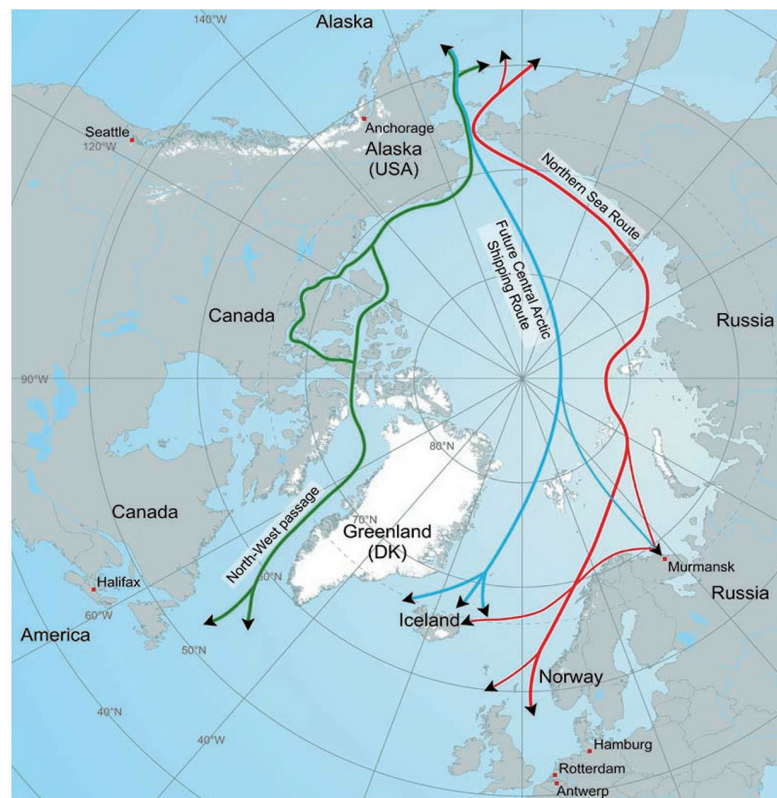 140°W
Alaska
Seattle
120°W
Anchorage
Alaska
(USA)
Northern Sea Route
Future Central Arctic
Shipping Route
Canada
Russia
90°W
80°N
Canada
North-West passage
70°N
Greenland
(DK)
60°N
Halifax
60°W
Murmansk
Russia
Iceland
America
50°N
Norway
40°N
40°W
Hamburg
Rotterdam
Antwerp